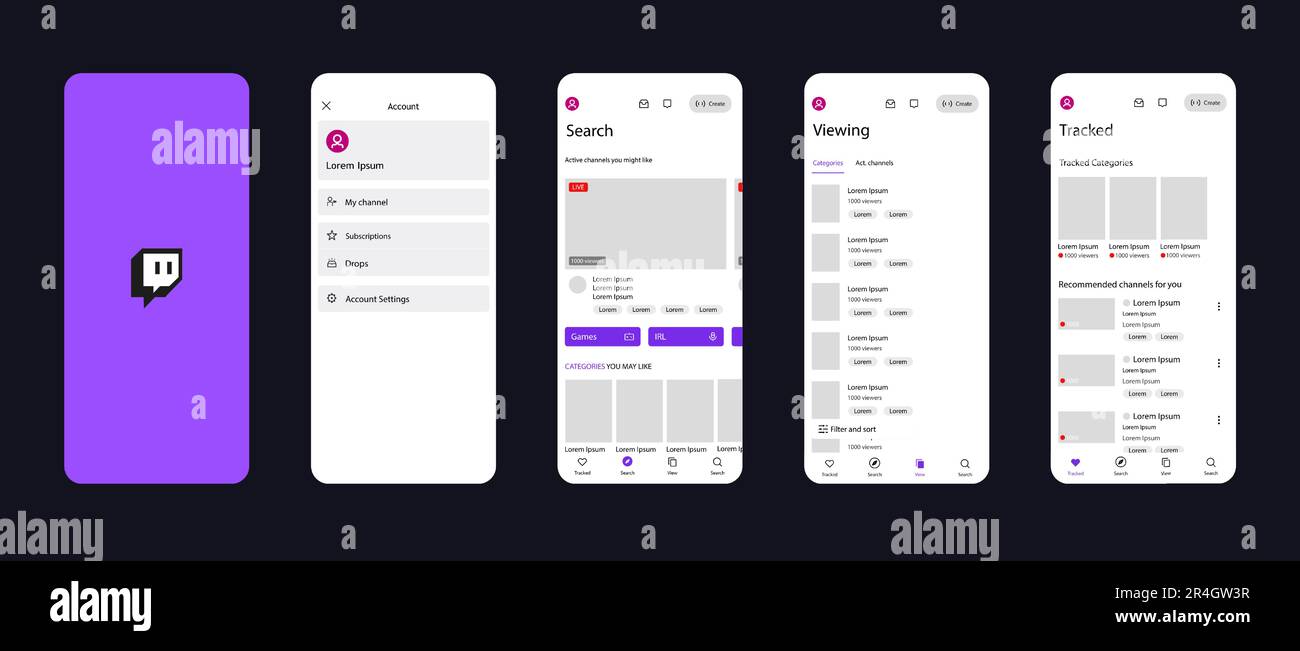 Account
Lorem Ipsum
My channel
Subscriptions
Drops
Account Settings
Create
Search
Active channels you might like
LIVE
1000 viewers
Lorem Ipsum
Lorem Ipsum
Lorem Ipsum
Lorem Lorem Lorem Lorem
Games IRL
CATEGORIES YOU MAY LIKE
Lorem Ipsum Lorem Ipsum Lorem Ipsum Lorem Ip
Tracked Search View Search
Create
Viewing
Categories Act. channels
Lorem Ipsum
1000 viewers
Lorem Lorem
Lorem Ipsum
1000 viewers
Lorem Lorem
Lorem Ipsum
1000 viewers
Lorem Lorem
Lorem Ipsum
1000 viewers
Lorem Lorem
Lorem Ipsum
1000 viewers
Lorem Lorem
Filter and sort
1000 viewers
Tracked Search View Search
Create
Tracked
Tracked Categories
Lorem Ipsum Lorem Ipsum Lorem Ipsum
1000 viewers 1000 viewers 1000 viewers
Recommended channels for you
Lorem Ipsum
Lorem Ipsum
Lorem Ipsum
Lorem Lorem
Lorem Ipsum
Lorem Ipsum
Lorem Ipsum
Lorem Lorem
Lorem Ipsum
Lorem Ipsum
Lorem Ipsum
Lorem Lorem
Tracked Search View Search
a a a a a
alamy
a a a
a alamy a
a a a
alamy a a alamy a
alamy
Image ID: R4GW3R
www.alamy.com